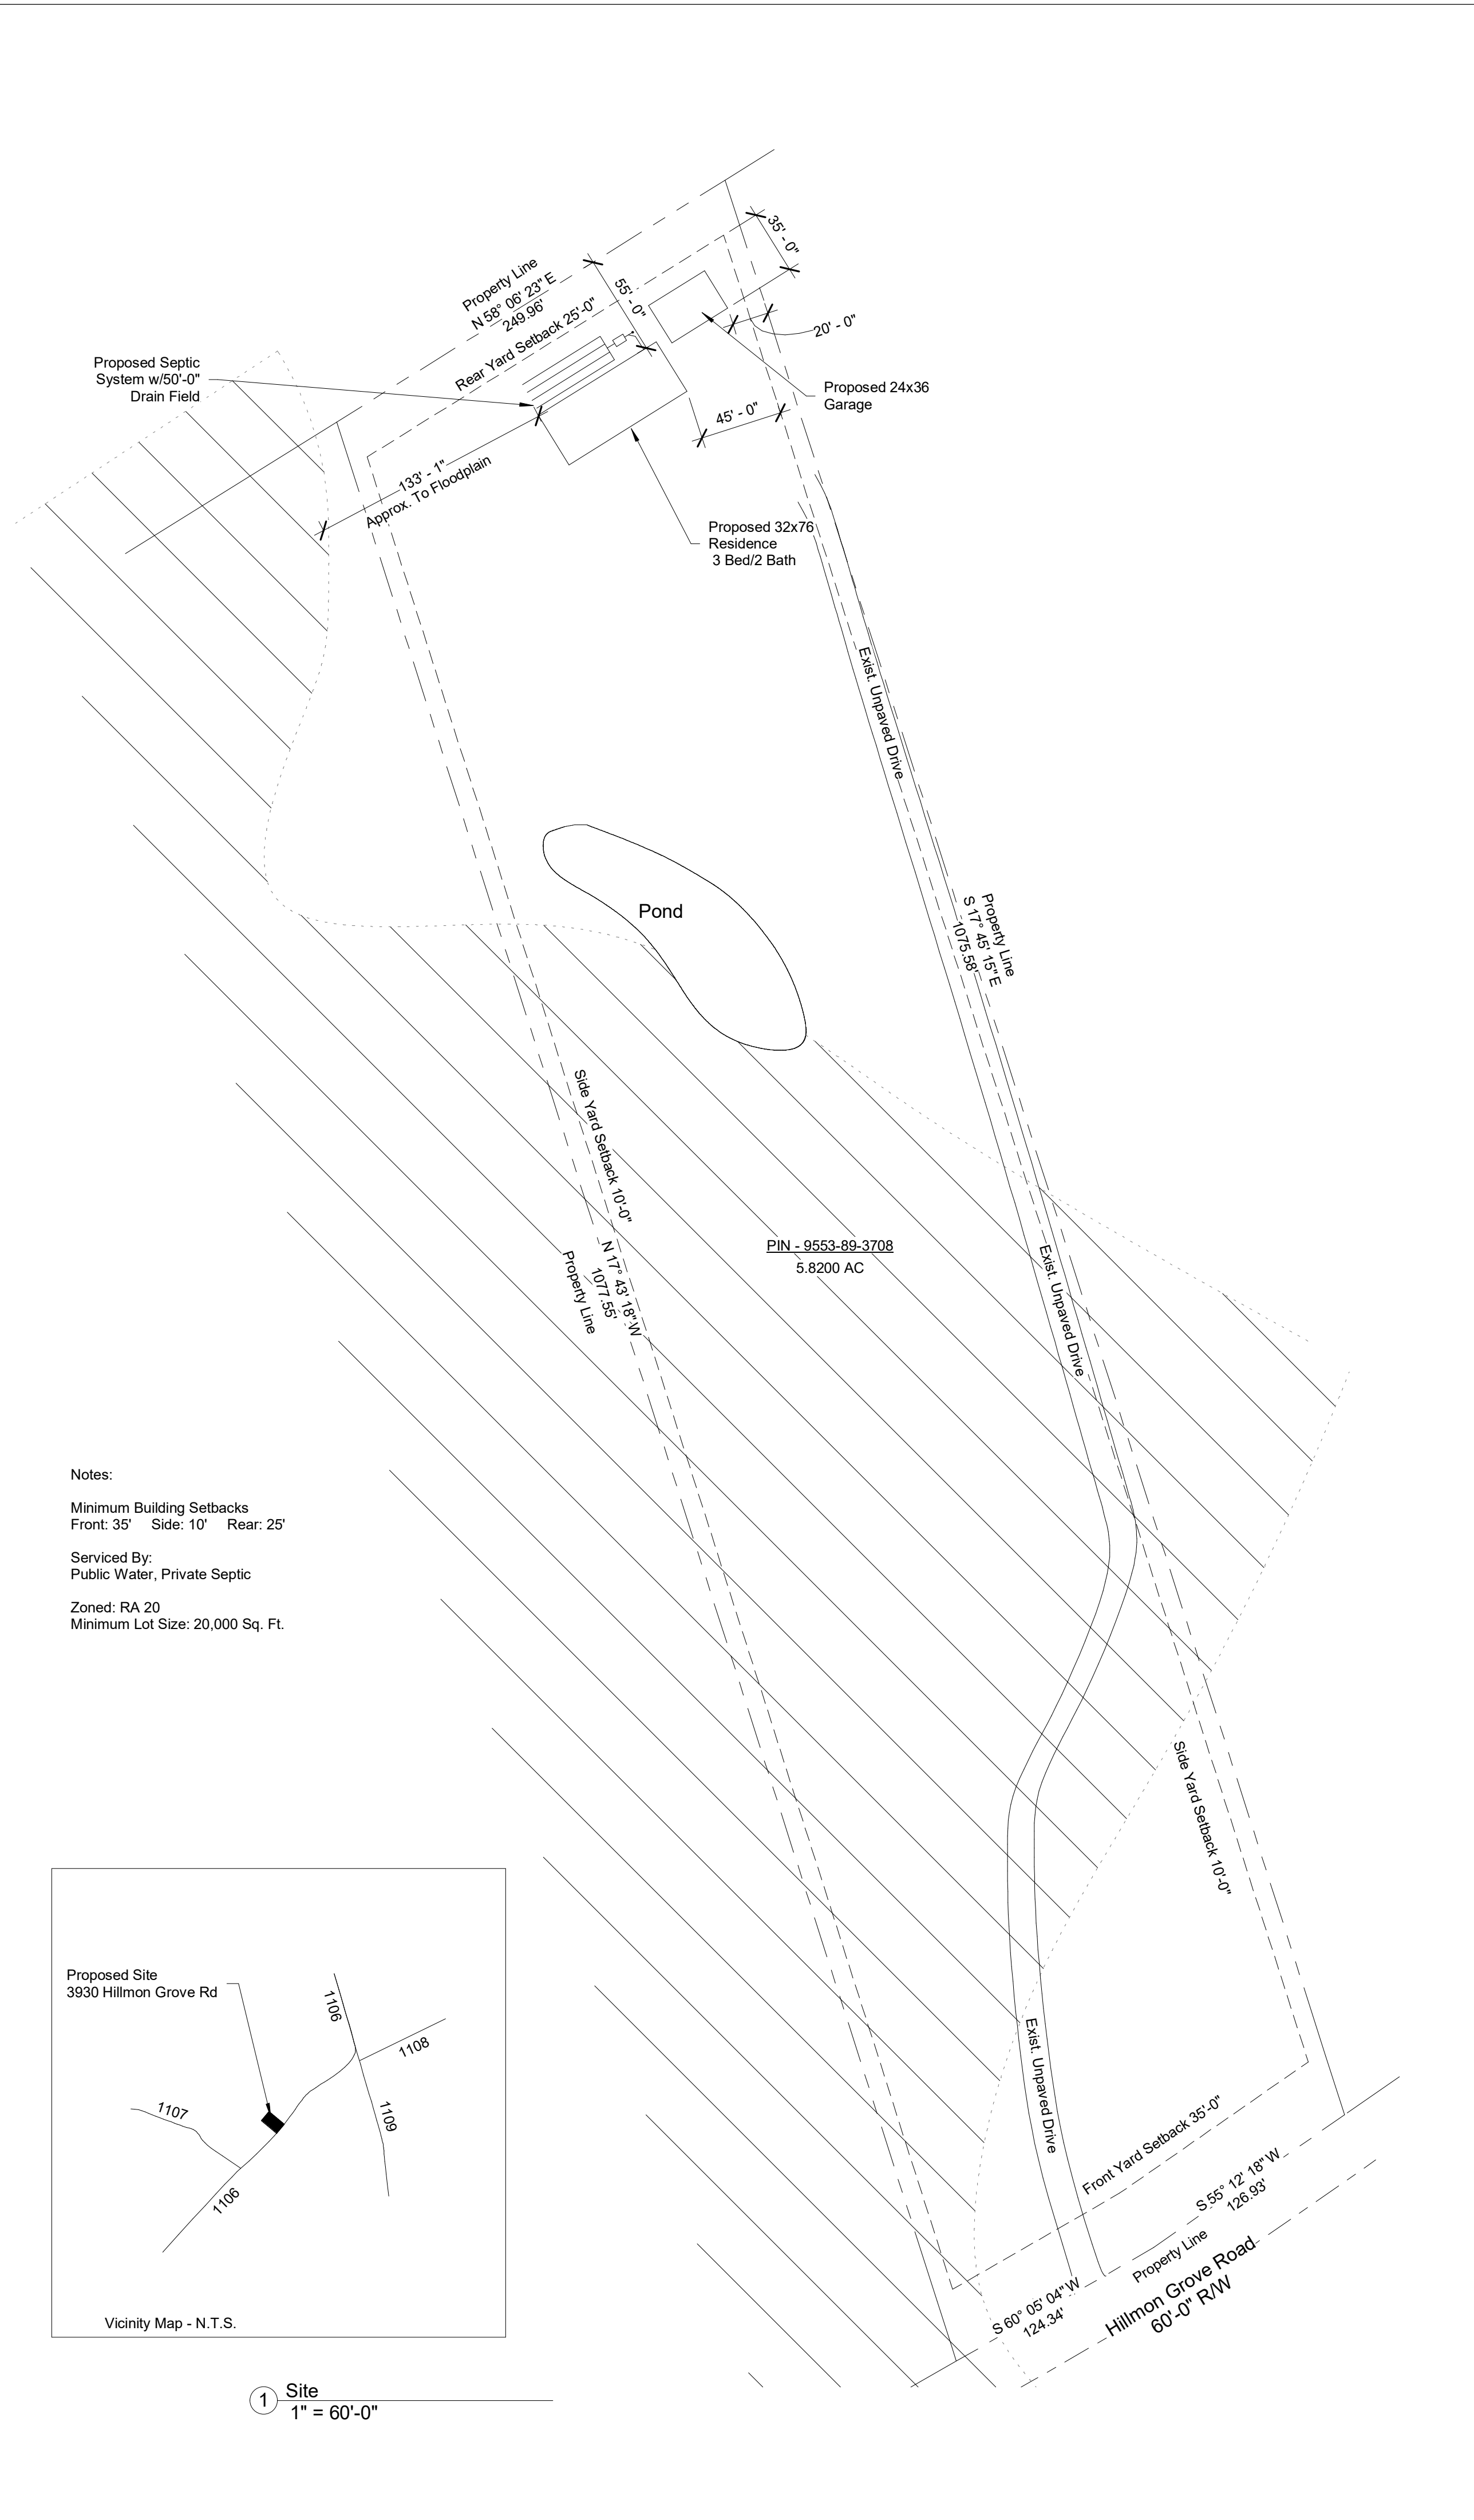 35' - 0"
Property Line
N 58° 06' 23" E
249.96'
55' - 0"
20' - 0"
Rear Yard Setback 25'-0"
Proposed Septic
System w/50'-0"
Drain Field
Proposed 24x36
Garage
45' - 0"
133' - 1"
Approx. To Floodplain
Proposed 32x76
Residence
3 Bed/2 Bath
Exist. Unpaved Drive
Pond
Property Line
S 17° 45' 15" E
1075.58'
Side Yard Setback 10'-0"
N 17° 43' 18" W
1077.55'
Property Line
PIN - 9553-89-3708
5.8200 AC
Exist. Unpaved Drive
Notes:
Minimum Building Setbacks
Front: 35' Side: 10' Rear: 25'
Serviced By:
Public Water, Private Septic
Zoned: RA 20
Minimum Lot Size: 20,000 Sq. Ft.
Side Yard Setback 10'-0"
Proposed Site
3930 Hillmon Grove Rd
1106
1108
1107
1109
1106
Vicinity Map - N.T.S.
Exist. Unpaved Drive
Front Yard Setback 35'-0"
S 55° 12' 18" W
126.93'
Property Line
S 60° 05' 04" W
124.34'
Hillmon Grove Road
60'-0" R/W
1
Site
1" = 60'-0"